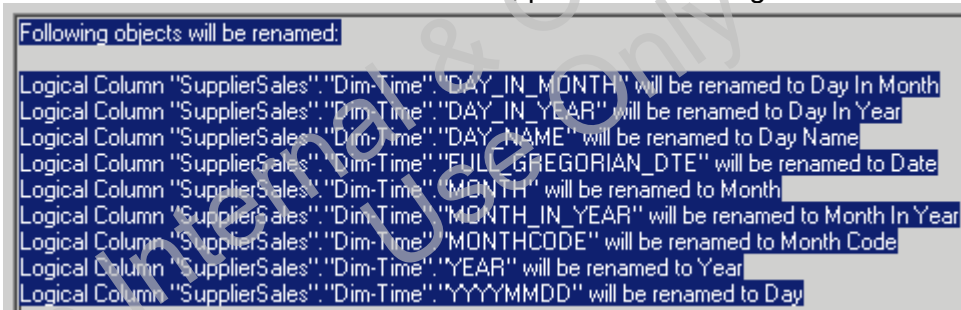 Following objects will be renamed:
Logical Column "SupplierSales"."Dim-Time"."DAY_IN_MONTH" will be renamed to Day In Month
Logical Column "SupplierSales"."Dim-Time"."DAY_IN_YEAR" will be renamed to Day In Year
Logical Column "SupplierSales"."Dim-Time"."DAY_NAME" will be renamed to Day Name
Logical Column "SupplierSales"."Dim-Time"."FULL_GREGORIAN_DTE" will be renamed to Date
Logical Column "SupplierSales"."Dim-Time"."MONTH" will be renamed to Month
Logical Column "SupplierSales"."Dim-Time"."MONTH_IN_YEAR" will be renamed to Month In Year
Logical Column "SupplierSales"."Dim-Time"."MONTHCODE" will be renamed to Month Code
Logical Column "SupplierSales"."Dim-Time"."YEAR" will be renamed to Year
Logical Column "SupplierSales"."Dim-Time"."YYYYMMDD" will be renamed to Day
Internal &
Use Only